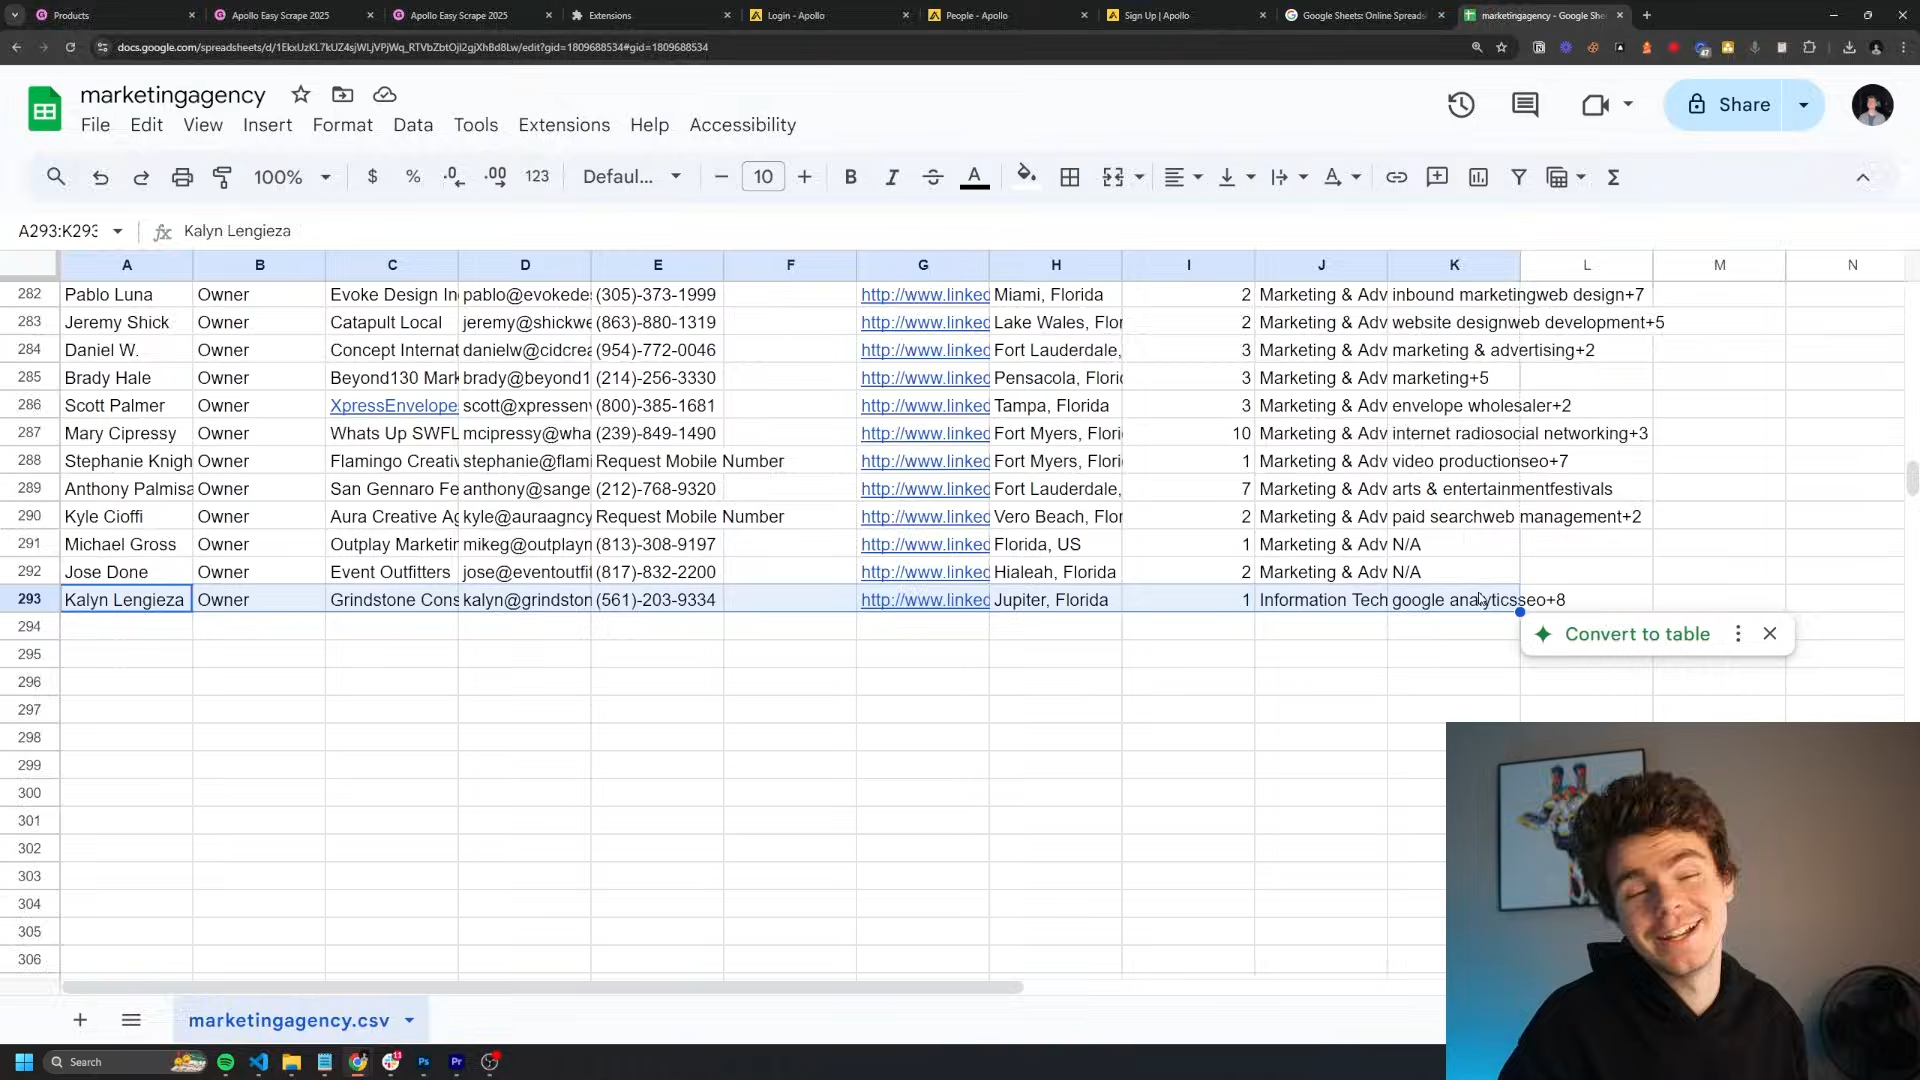 Products
Apollo Easy Scrape 2025
Apollo Easy Scrape 2025
Extensions
Login - Apollo
People - Apollo
Sign Up | Apollo
Google Sheets: Online Spreads
marketingagency - Google She
docs.google.com/spreadsheets/d/
marketingagency
File Edit View Insert Format Data Tools Extensions Help Accessibility
Share
100% $ % .0 .00 123 Defaul... 10 B I A
A293:K293 fx Kalyn Lengieza
A B C D E F G H I J K L M N
282 Pablo Luna Owner Evoke Design In pablo@evokede (305)-373-1999 http://www.linked Miami, Florida 2 Marketing & Adv inbound marketingweb design+7
283 Jeremy Shick Owner Catapult Local jeremy@shickwe (863)-880-1319 http://www.linked Lake Wales, Flor 2 Marketing & Adv website designweb development+5
284 Daniel W. Owner Concept Internat danielw@cidcrea (954)-772-0046 http://www.linked Fort Lauderdale, 3 Marketing & Adv marketing & advertising+2
285 Brady Hale Owner Beyond130 Mark brady@beyond1 (214)-256-3330 http://www.linked Pensacola, Flori 3 Marketing & Adv marketing+5
286 Scott Palmer Owner XpressEnvelope scott@xpressen (800)-385-1681 http://www.linked Tampa, Florida 3 Marketing & Adv envelope wholesaler+2
287 Mary Cipressy Owner Whats Up SWFL mcipressy@wha (239)-849-1490 http://www.linked Fort Myers, Flori 10 Marketing & Adv internet radiosocial networking+3
288 Stephanie Knigh Owner Flamingo Creativ stephanie@flami Request Mobile Number http://www.linked Fort Myers, Flori 1 Marketing & Adv video productionseo+7
289 Anthony Palmisa Owner San Gennaro Fe anthony@sange (212)-768-9320 http://www.linked Fort Lauderdale, 7 Marketing & Adv arts & entertainmentfestivals
290 Kyle Cioffi Owner Aura Creative Ag kyle@auraagncy Request Mobile Number http://www.linked Vero Beach, Flor 2 Marketing & Adv paid searchweb management+2
291 Michael Gross Owner Outplay Marketin mikeg@outplayn (813)-308-9197 http://www.linked Florida, US 1 Marketing & Adv N/A
292 Jose Done Owner Event Outfitters jose@eventoutfit (817)-832-2200 http://www.linked Hialeah, Florida 2 Marketing & Adv N/A
293 Kalyn Lengieza Owner Grindstone Cons kalyn@grindston (561)-203-9334 http://www.linked Jupiter, Florida 1 Information Tech google analyticsseo+8
294
Convert to table
295
296
297
298
299
300
301
302
303
304
305
306
marketingagency.csv
Search
11
Ps
Pr